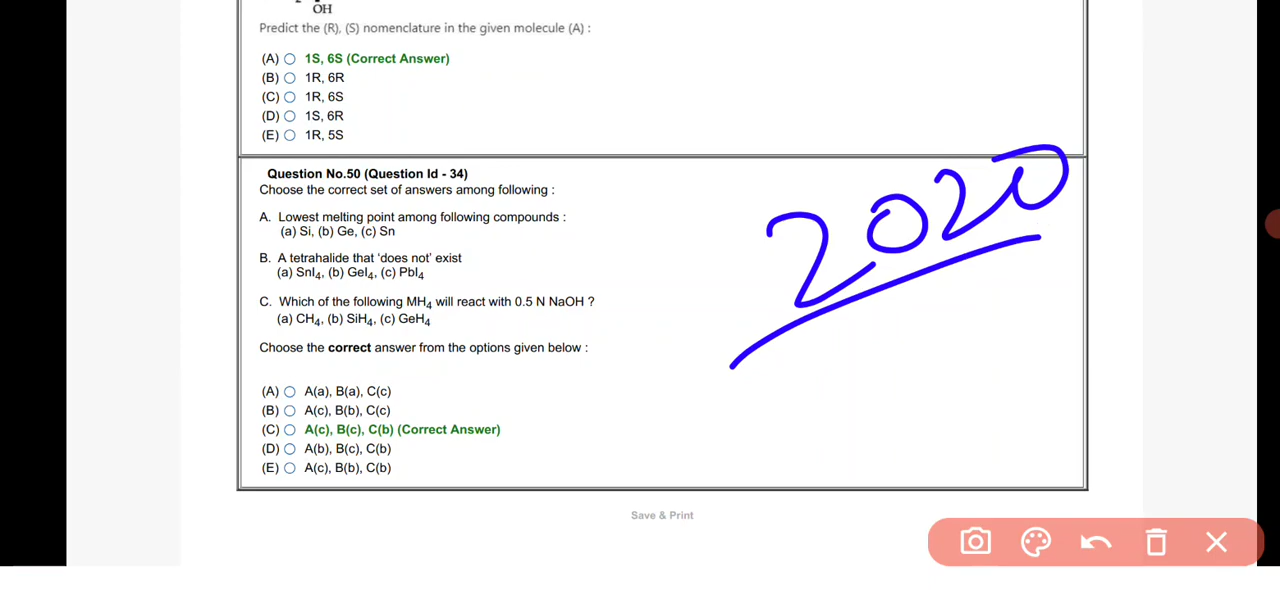 OH
Predict the (R), (S) nomenclature in the given molecule (A) :
(A) 1S, 6S (Correct Answer)
(B) 1R, 6R
(C) 1R, 6S
(D) 1S, 6R
(E) 1R, 5S
Question No.50 (Question Id - 34)
Choose the correct set of answers among following :
A. Lowest melting point among following compounds :
(a) Si, (b) Ge, (c) Sn
B. A tetrahalide that ‘does not’ exist
(a) SnI₄, (b) GeI₄, (c) PbI₄
C. Which of the following MH₄ will react with 0.5 N NaOH ?
(a) CH₄, (b) SiH₄, (c) GeH₄
Choose the correct answer from the options given below :
(A) A(a), B(a), C(c)
(B) A(c), B(b), C(c)
(C) A(c), B(c), C(b) (Correct Answer)
(D) A(b), B(c), C(b)
(E) A(c), B(b), C(b)
2020
Save & Print